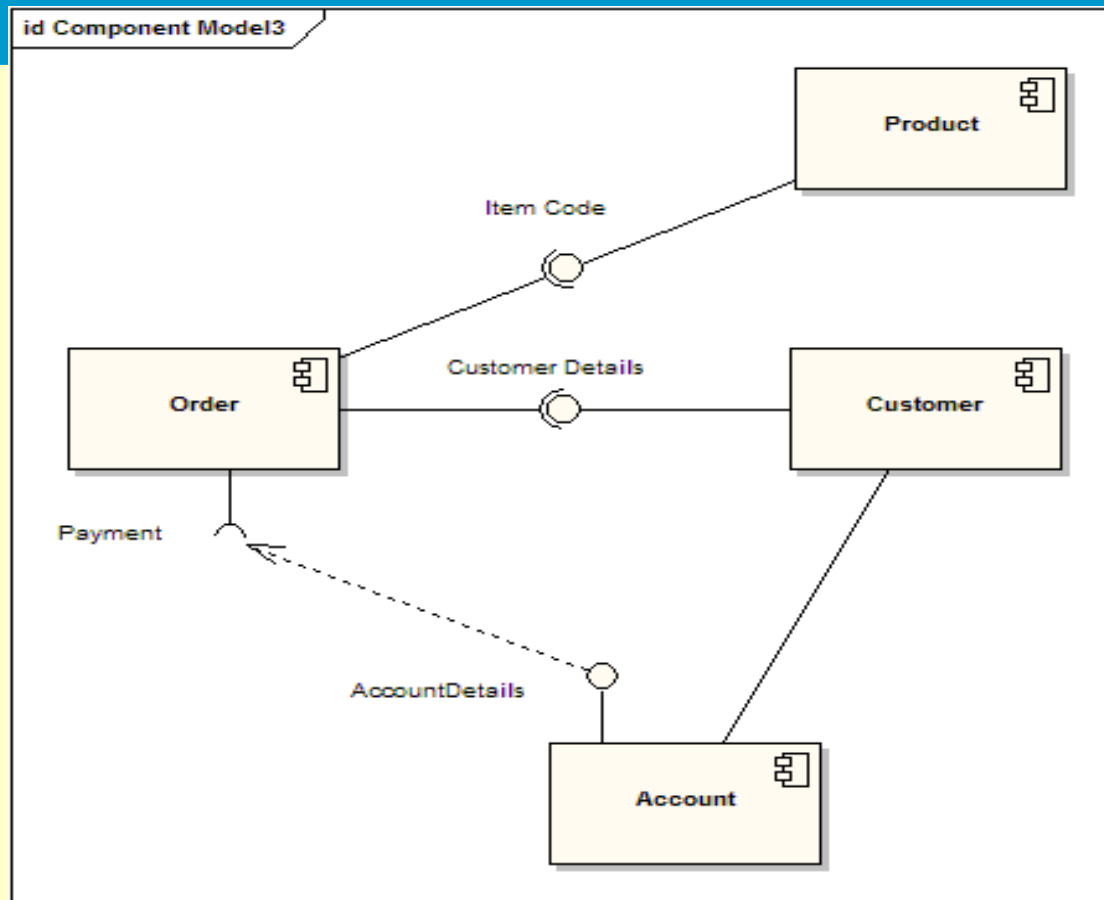 id Component Model3
Product
Item Code
Customer Details
Order
Customer
Payment
AccountDetails
Account